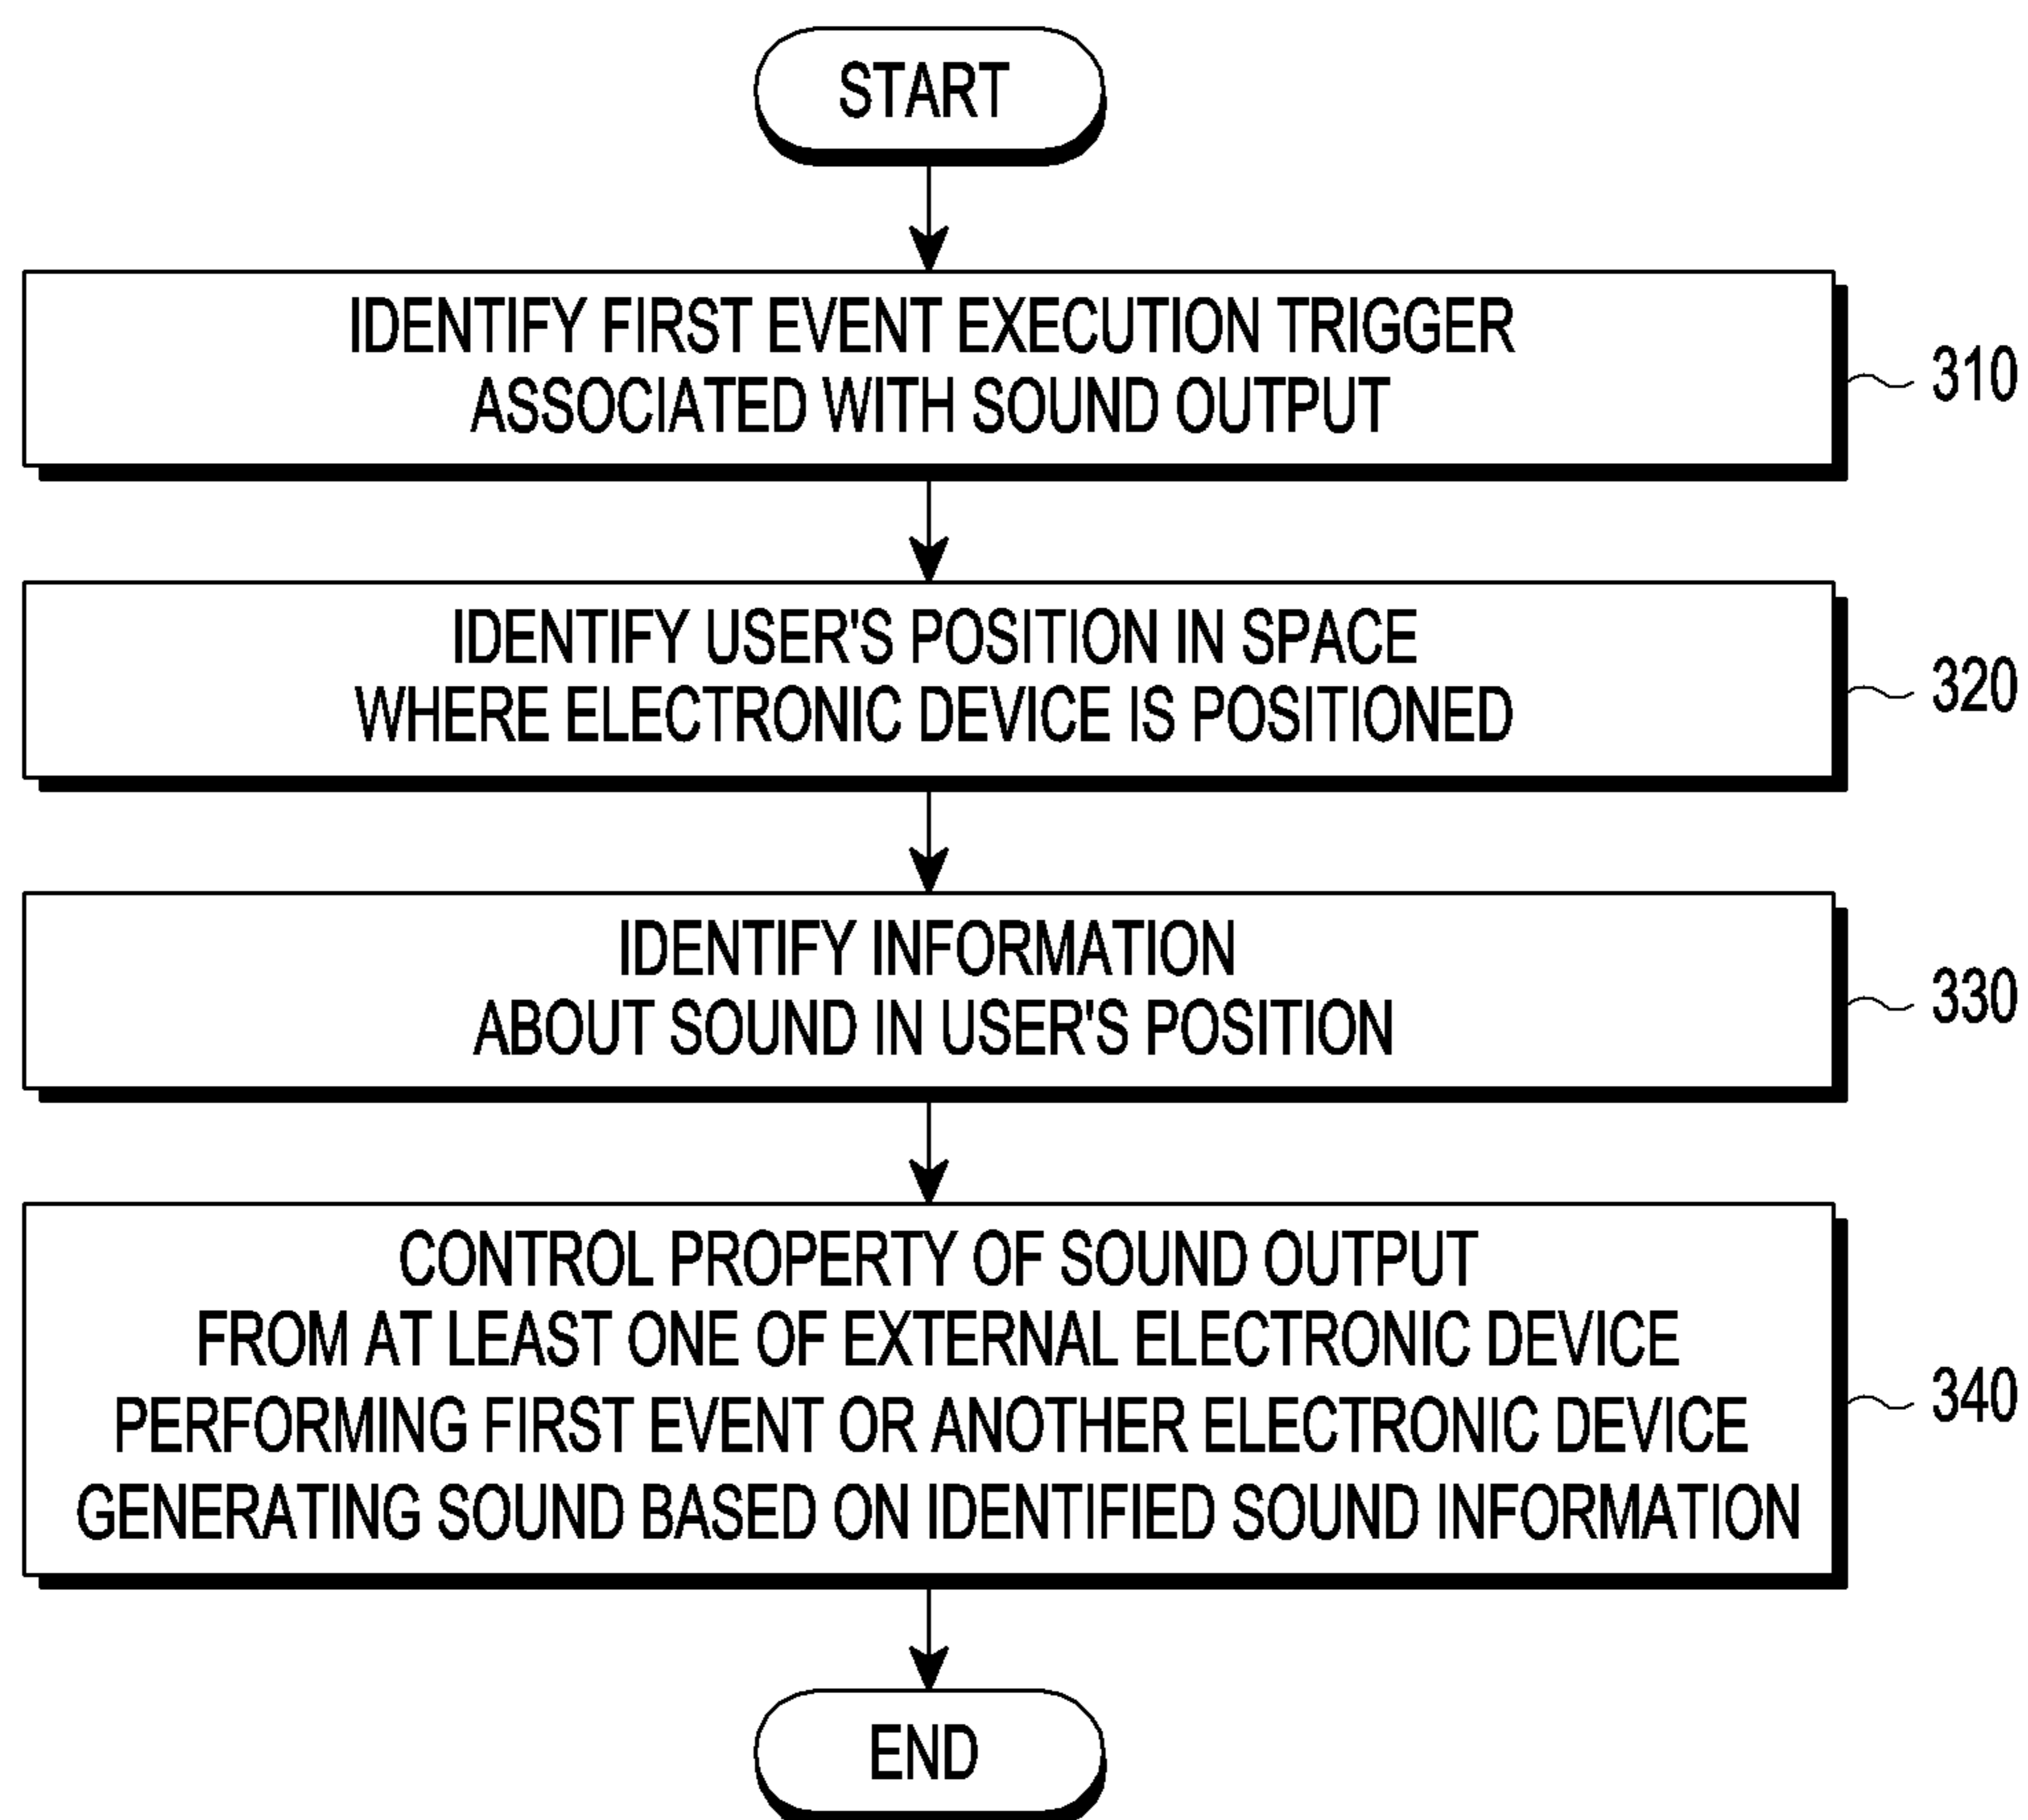 START
IDENTIFY FIRST EVENT EXECUTION TRIGGER
ASSOCIATED WITH SOUND OUTPUT
310
IDENTIFY USER'S POSITION IN SPACE
WHERE ELECTRONIC DEVICE IS POSITIONED
320
IDENTIFY INFORMATION
ABOUT SOUND IN USER'S POSITION
330
CONTROL PROPERTY OF SOUND OUTPUT
FROM AT LEAST ONE OF EXTERNAL ELECTRONIC DEVICE
PERFORMING FIRST EVENT OR ANOTHER ELECTRONIC DEVICE
GENERATING SOUND BASED ON IDENTIFIED SOUND INFORMATION
340
END